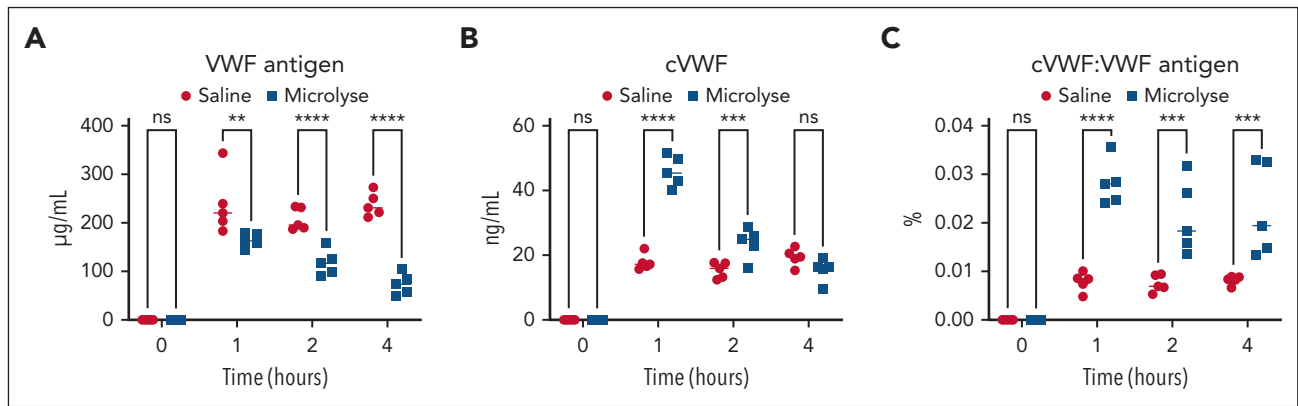 A
VWF antigen
Saline Microlyse
ns ** **** ****
400
300
200
100
0
µg/mL
0 1 2 4
Time (hours)
B
cVWF
Saline Microlyse
ns **** *** ns
60
40
20
0
ng/mL
0 1 2 4
Time (hours)
C
cVWF:VWF antigen
Saline Microlyse
ns **** *** ***
0.04
0.03
0.02
0.01
0.00
%
0 1 2 4
Time (hours)